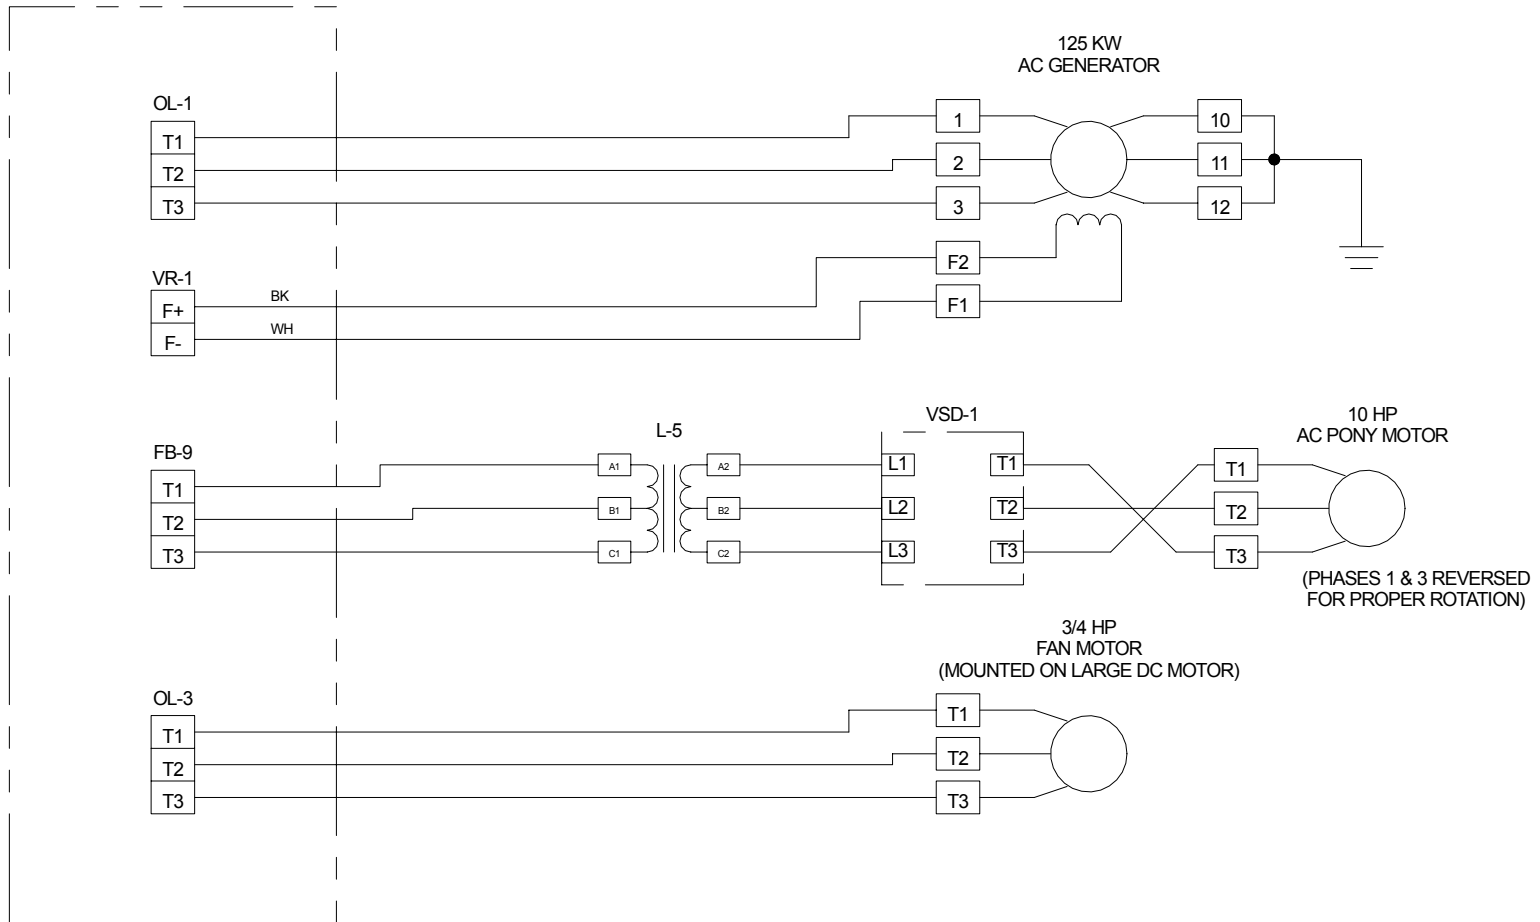 125 KW
AC GENERATOR
OL-1
T1
T2
T3
1
2
3
10
11
12
VR-1
F+
F-
BK
WH
F2
F1
FB-9
T1
T2
T3
L-5
A1
B1
C1
A2
B2
C2
VSD-1
L1
L2
L3
T1
T2
T3
10 HP
AC PONY MOTOR
T1
T2
T3
(PHASES 1 & 3 REVERSED
FOR PROPER ROTATION)
3/4 HP
FAN MOTOR
(MOUNTED ON LARGE DC MOTOR)
OL-3
T1
T2
T3
T1
T2
T3